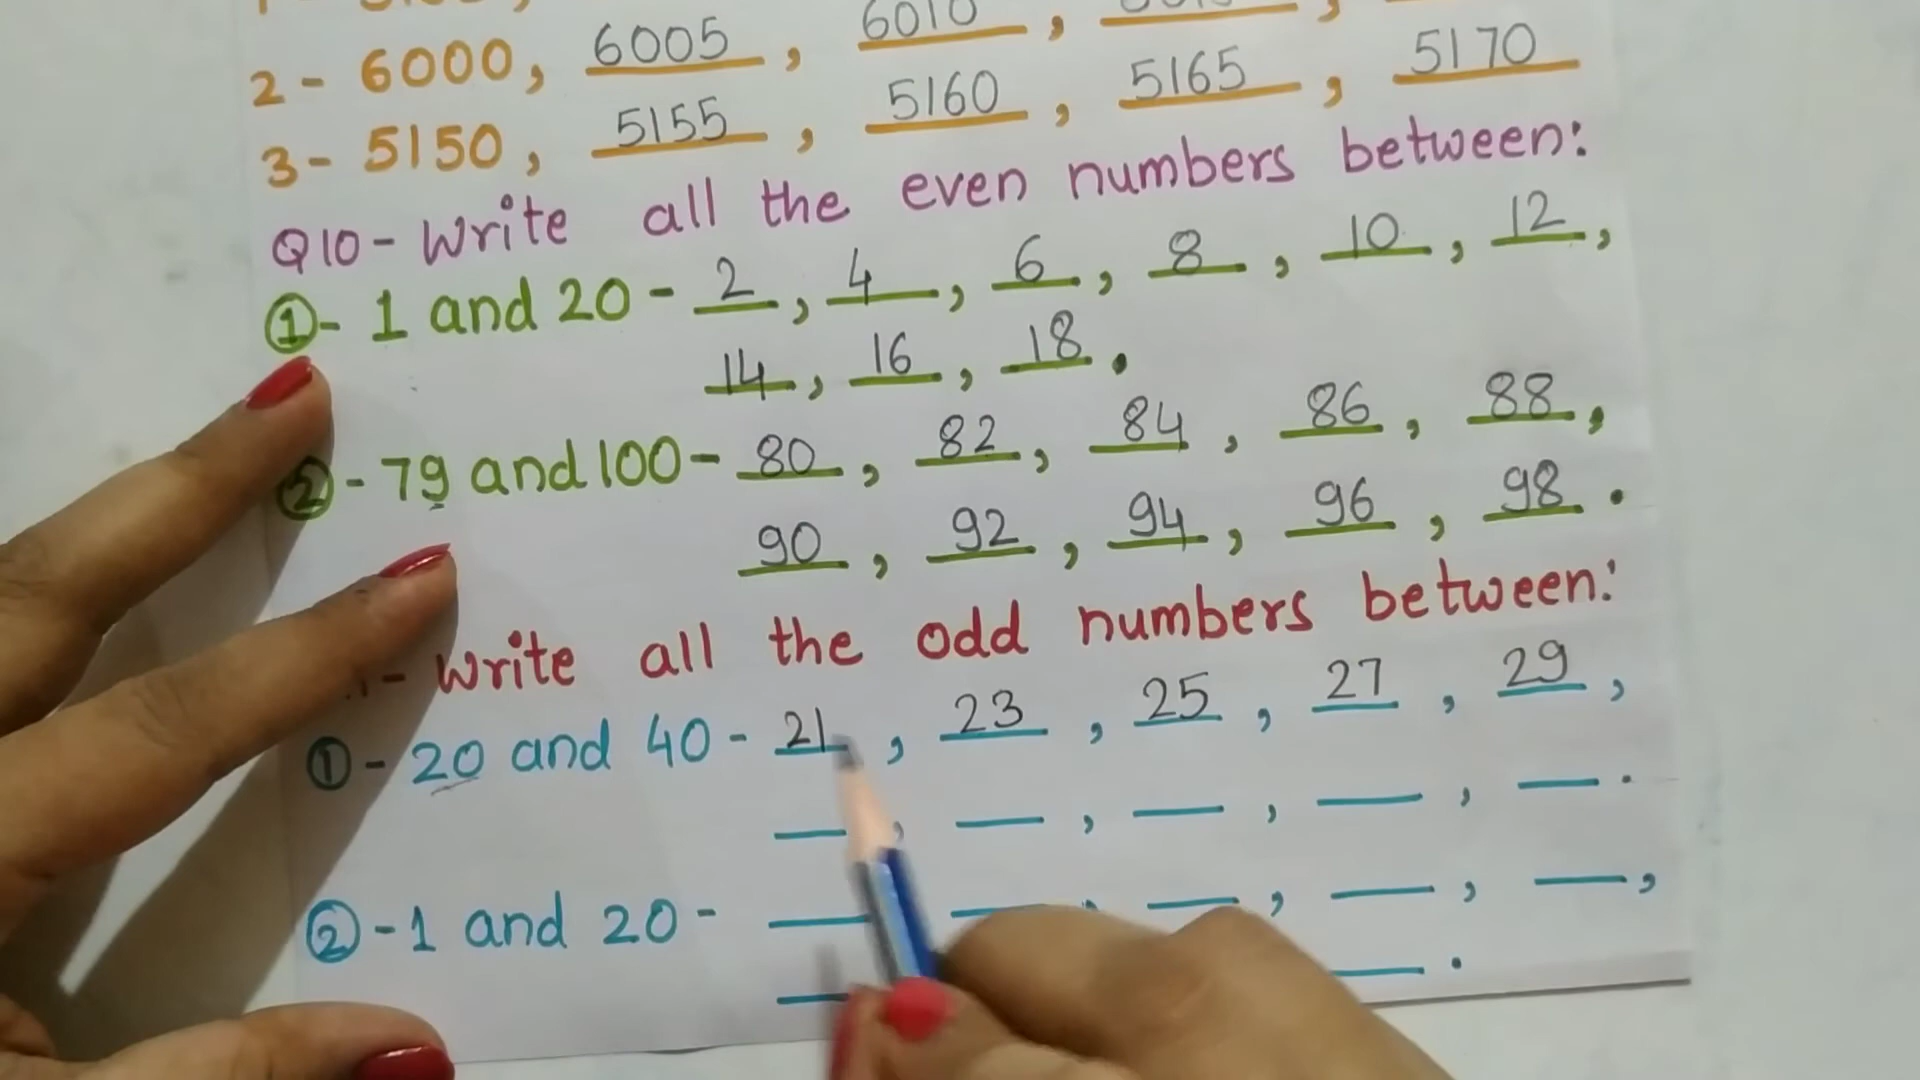 2 - 6000, 6005, 6010,
3 - 5150, 5155, 5160, 5165, 5170
Q10 - Write all the even numbers between:
① - 1 and 20 - 2, 4, 6, 8, 10, 12,
14, 16, 18.
② - 79 and 100 - 80, 82, 84, 86, 88,
90, 92, 94, 96, 98.
- Write all the odd numbers between:
① - 20 and 40 - 21, 23, 25, 27, 29,
② - 1 and 20 -